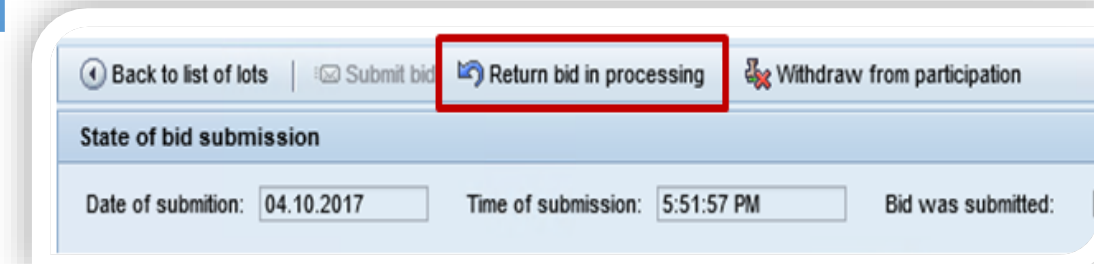 Back to list of lots | Submit bid Return bid in processing Withdraw from participation
State of bid submission
Date of submition: 04.10.2017 Time of submission: 5:51:57 PM Bid was submitted: